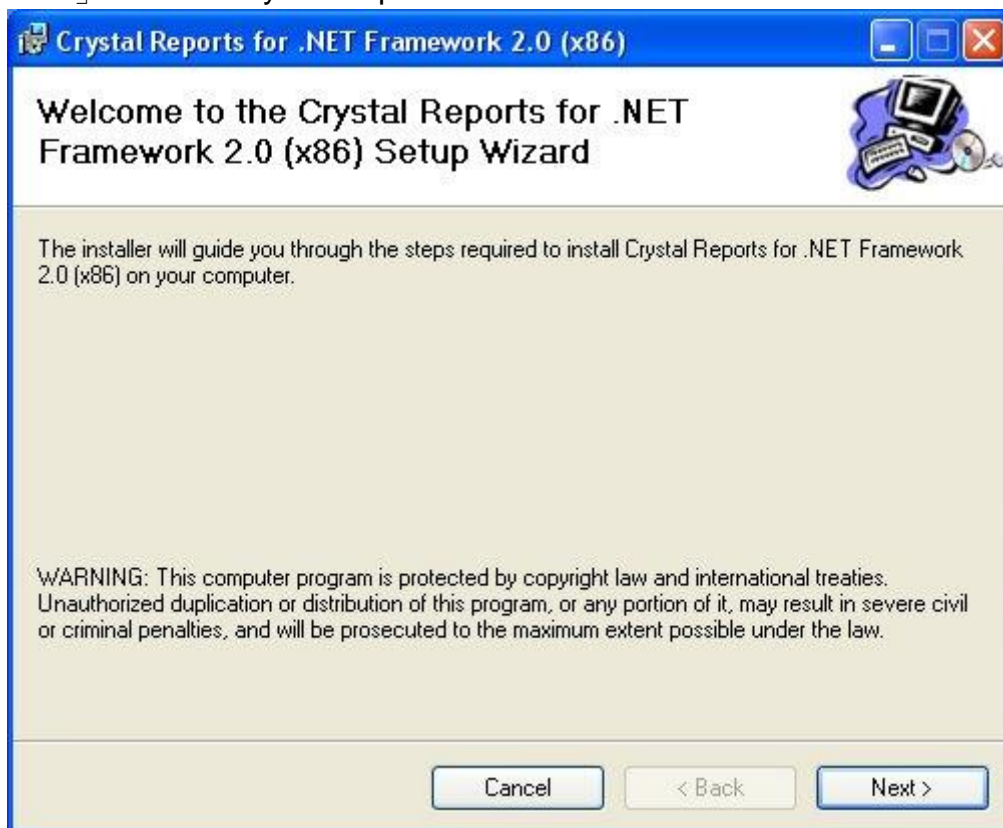 Crystal Reports for .NET Framework 2.0 (x86)
Welcome to the Crystal Reports for .NET
Framework 2.0 (x86) Setup Wizard
The installer will guide you through the steps required to install Crystal Reports for .NET Framework
2.0 (x86) on your computer.
WARNING: This computer program is protected by copyright law and international treaties.
Unauthorized duplication or distribution of this program, or any portion of it, may result in severe civil
or criminal penalties, and will be prosecuted to the maximum extent possible under the law.
Cancel < Back Next >